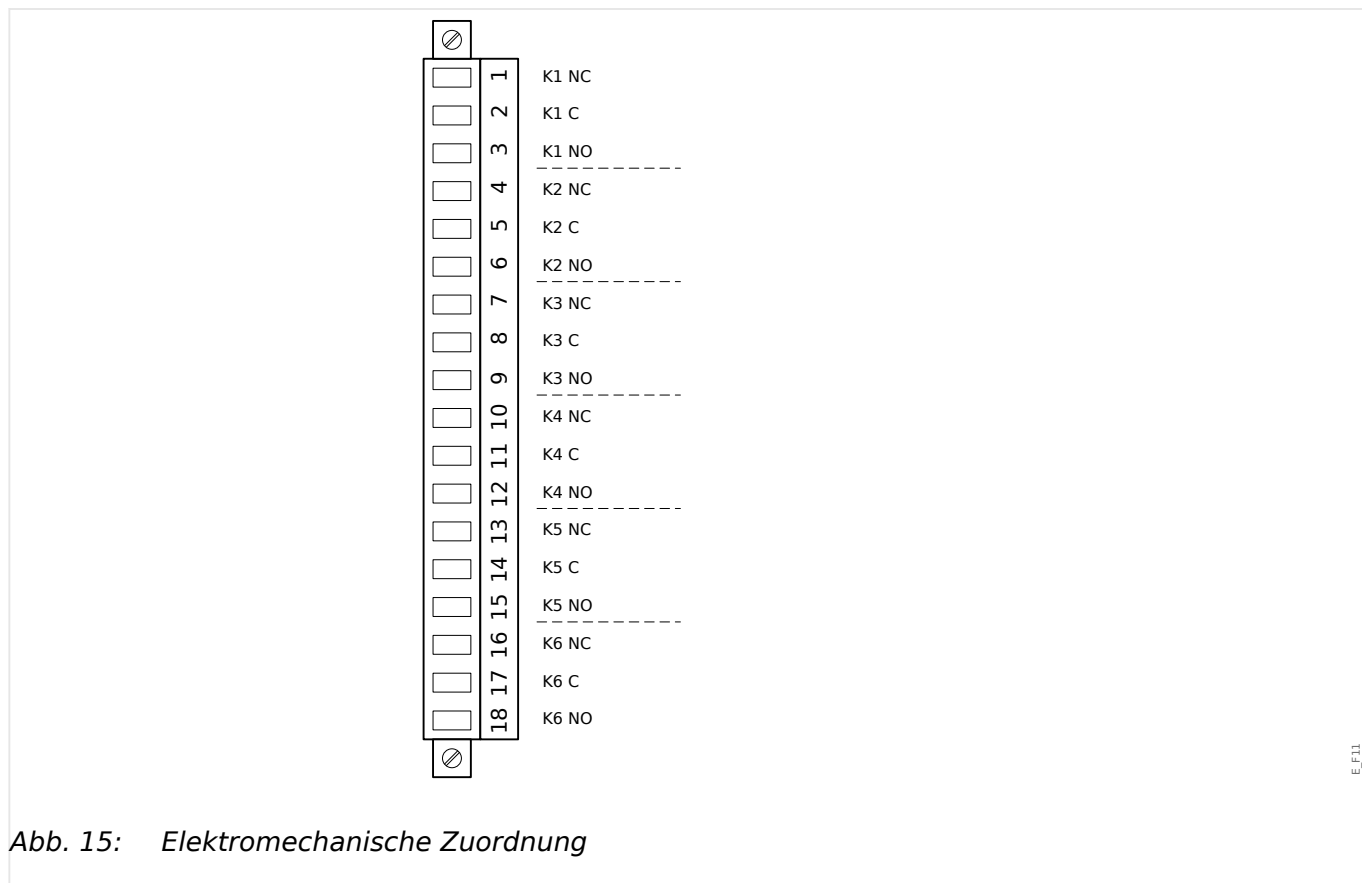 1 K1 NC
2 K1 C
3 K1 NO
4 K2 NC
5 K2 C
6 K2 NO
7 K3 NC
8 K3 C
9 K3 NO
10 K4 NC
11 K4 C
12 K4 NO
13 K5 NC
14 K5 C
15 K5 NO
16 K6 NC
17 K6 C
18 K6 NO
E_F11
Abb. 15: Elektromechanische Zuordnung